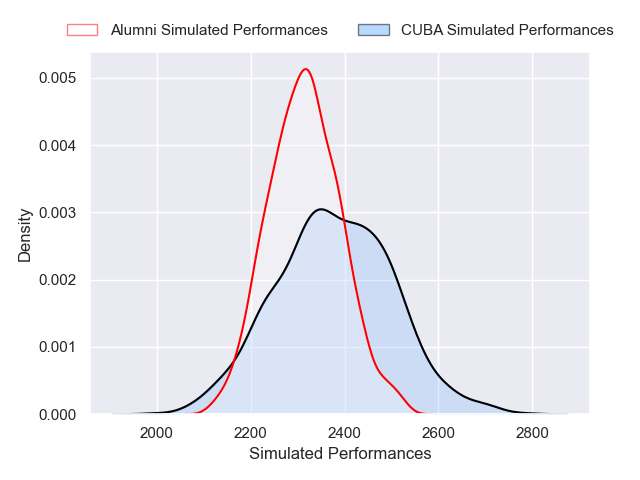 Alumni Simulated Performances CUBA Simulated Performances
0.005
0.004
0.003
0.002
0.001
0.000
Density
2000 2200 2400 2600 2800
Simulated Performances